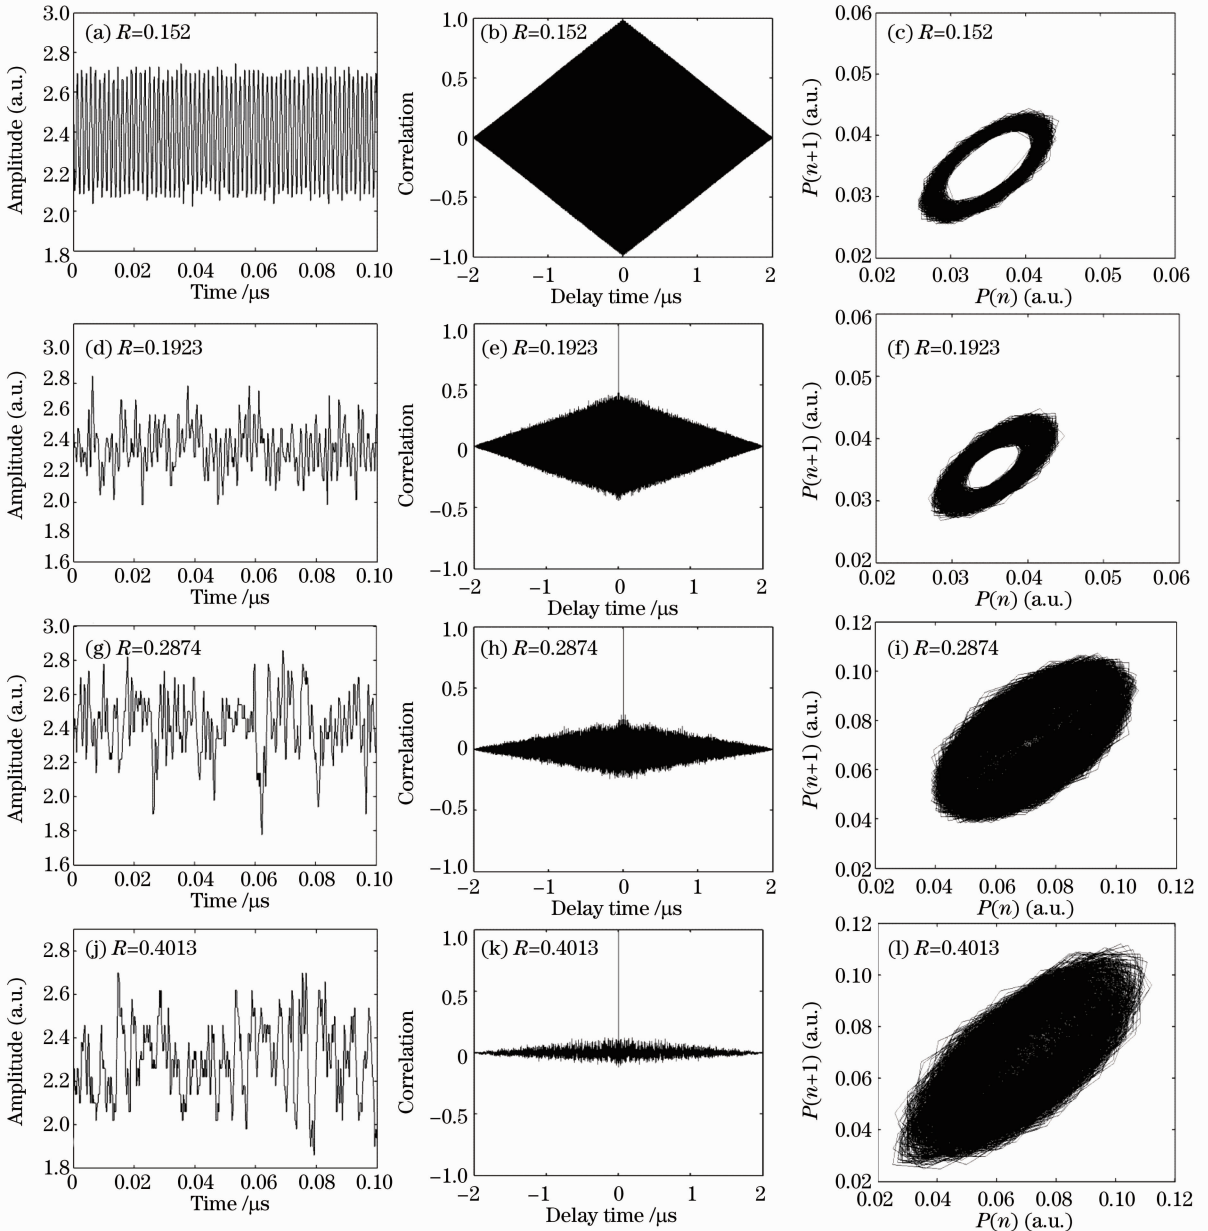 (a) R=0.152
Amplitude (a.u.)
3.0
2.8
2.6
2.4
2.2
2.0
1.8
0 0.02 0.04 0.06 0.08 0.10
Time /μs
(b) R=0.152
Correlation
1.0
0.5
0
−0.5
−1.0
−2 −1 0 1 2
Delay time /μs
(c) R=0.152
P(n+1) (a.u.)
0.06
0.05
0.04
0.03
0.02
0.02 0.03 0.04 0.05 0.06
P(n) (a.u.)
(d) R=0.1923
Amplitude (a.u.)
3.0
2.8
2.6
2.4
2.2
2.0
1.8
1.6
0 0.02 0.04 0.06 0.08 0.10
Time /μs
(e) R=0.1923
Correlation
1.0
0.5
0
−0.5
−1.0
−2 −1 0 1 2
Delay time /μs
(f) R=0.1923
P(n+1) (a.u.)
0.06
0.05
0.04
0.03
0.02
0.02 0.03 0.04 0.05 0.06
P(n) (a.u.)
(g) R=0.2874
Amplitude (a.u.)
3.0
2.8
2.6
2.4
2.2
2.0
1.8
1.6
0 0.02 0.04 0.06 0.08 0.10
Time /μs
(h) R=0.2874
Correlation
1.0
0.5
0
−0.5
−1.0
−2 −1 0 1 2
Delay time /μs
(i) R=0.2874
P(n+1) (a.u.)
0.12
0.10
0.08
0.06
0.04
0.02
0.02 0.04 0.06 0.08 0.10 0.12
P(n) (a.u.)
(j) R=0.4013
Amplitude (a.u.)
2.8
2.6
2.4
2.2
2.0
1.8
0 0.02 0.04 0.06 0.08 0.10
Time /μs
(k) R=0.4013
Correlation
1.0
0.5
0
−0.5
−1.0
−2 −1 0 1 2
Delay time /μs
(l) R=0.4013
P(n+1) (a.u.)
0.12
0.10
0.08
0.06
0.04
0.02
0.02 0.04 0.06 0.08 0.10 0.12
P(n) (a.u.)